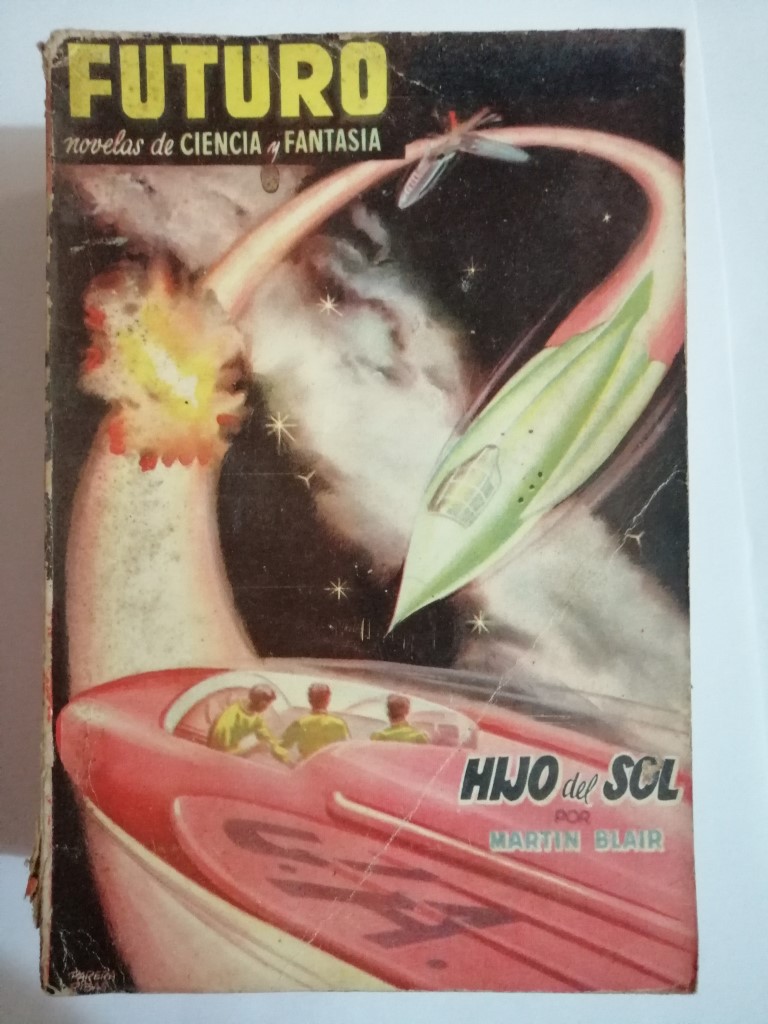 FUTURO
novelas de CIENCIA y FANTASIA
HIJO del SOL
POR
MARTIN BLAIR